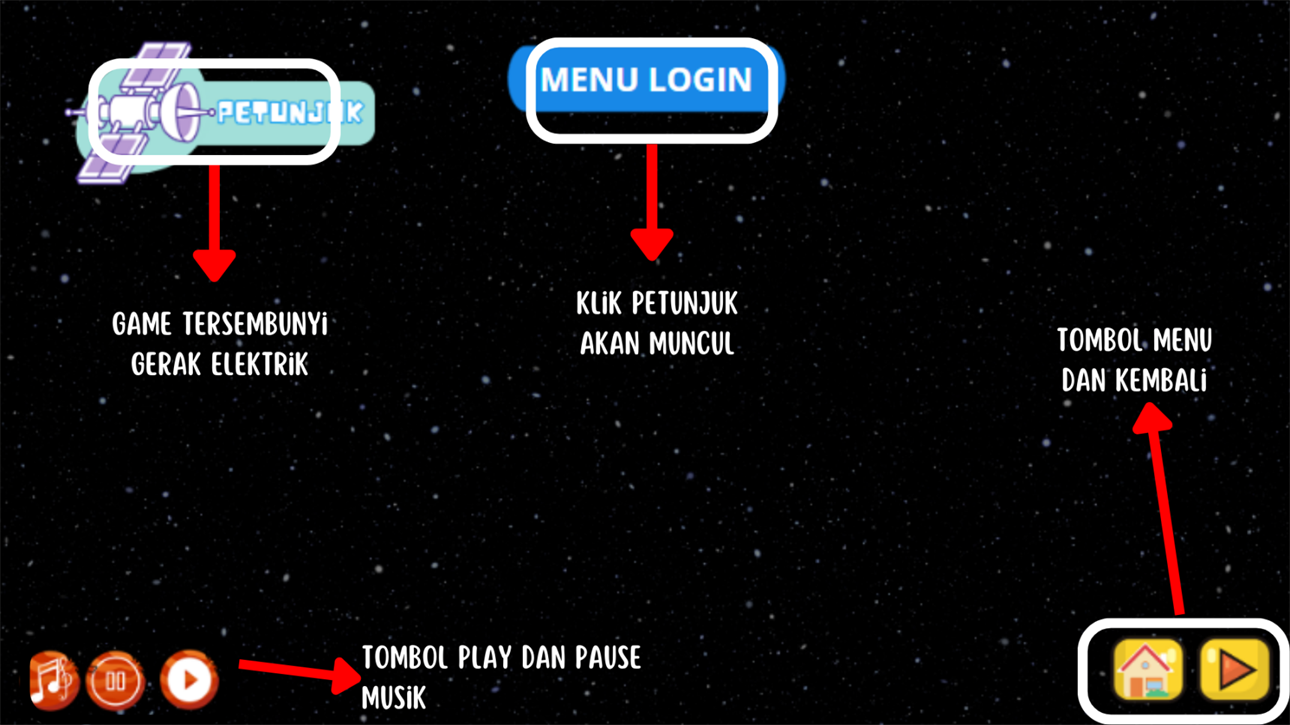 PETUNJUK
MENU LOGIN
GAME TERSEMBUNYI
GERAK ELEKTRIK
KLIK PETUNJUK
AKAN MUNCUL
TOMBOL MENU
DAN KEMBALI
TOMBOL PLAY DAN PAUSE
MUSIK